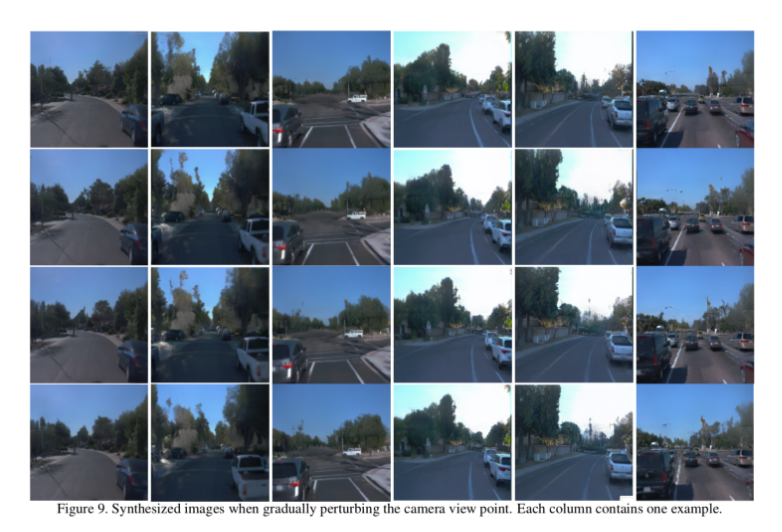 Figure 9. Synthesized images when gradually perturbing the camera view point. Each column contains one example.